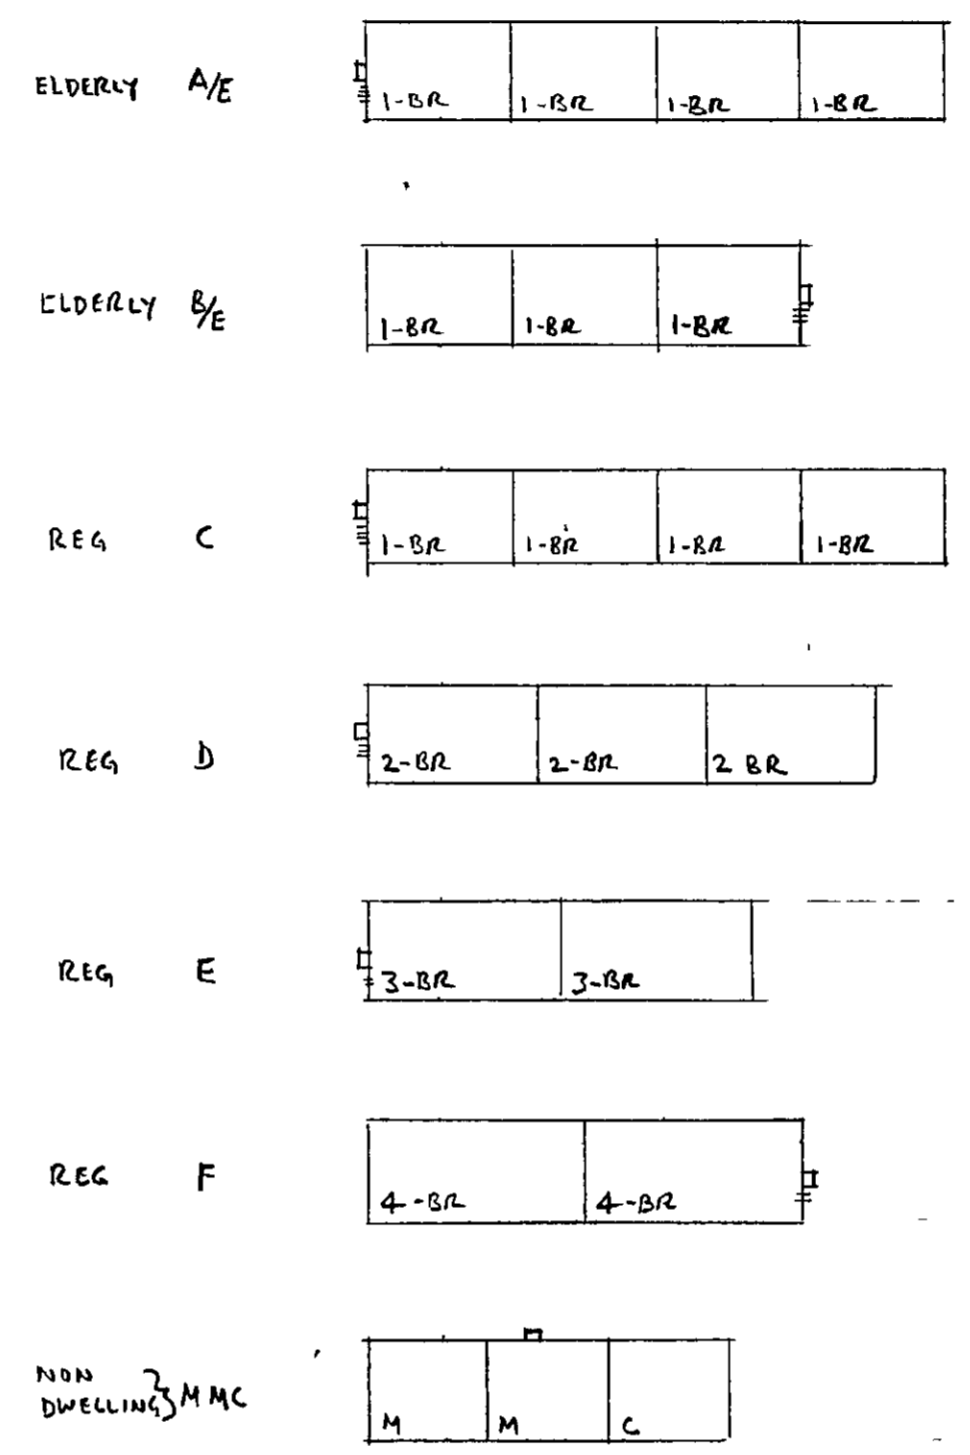 ELDERLY A/E 1-BR 1-BR 1-BR 1-BR
ELDERLY B/E 1-BR 1-BR 1-BR
REG C 1-BR 1-BR 1-BR 1-BR
REG D 2-BR 2-BR 2 BR
REG E 3-BR 3-BR
REG F 4-BR 4-BR
NON
DWELLING } M MC
M M C